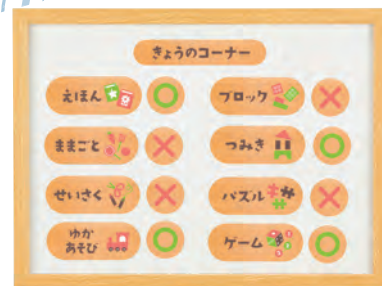 きょうのコーナー
えほん
ブロック
ままごと
つみき
せいさく
パズル
ゆか
あそび
ゲーム